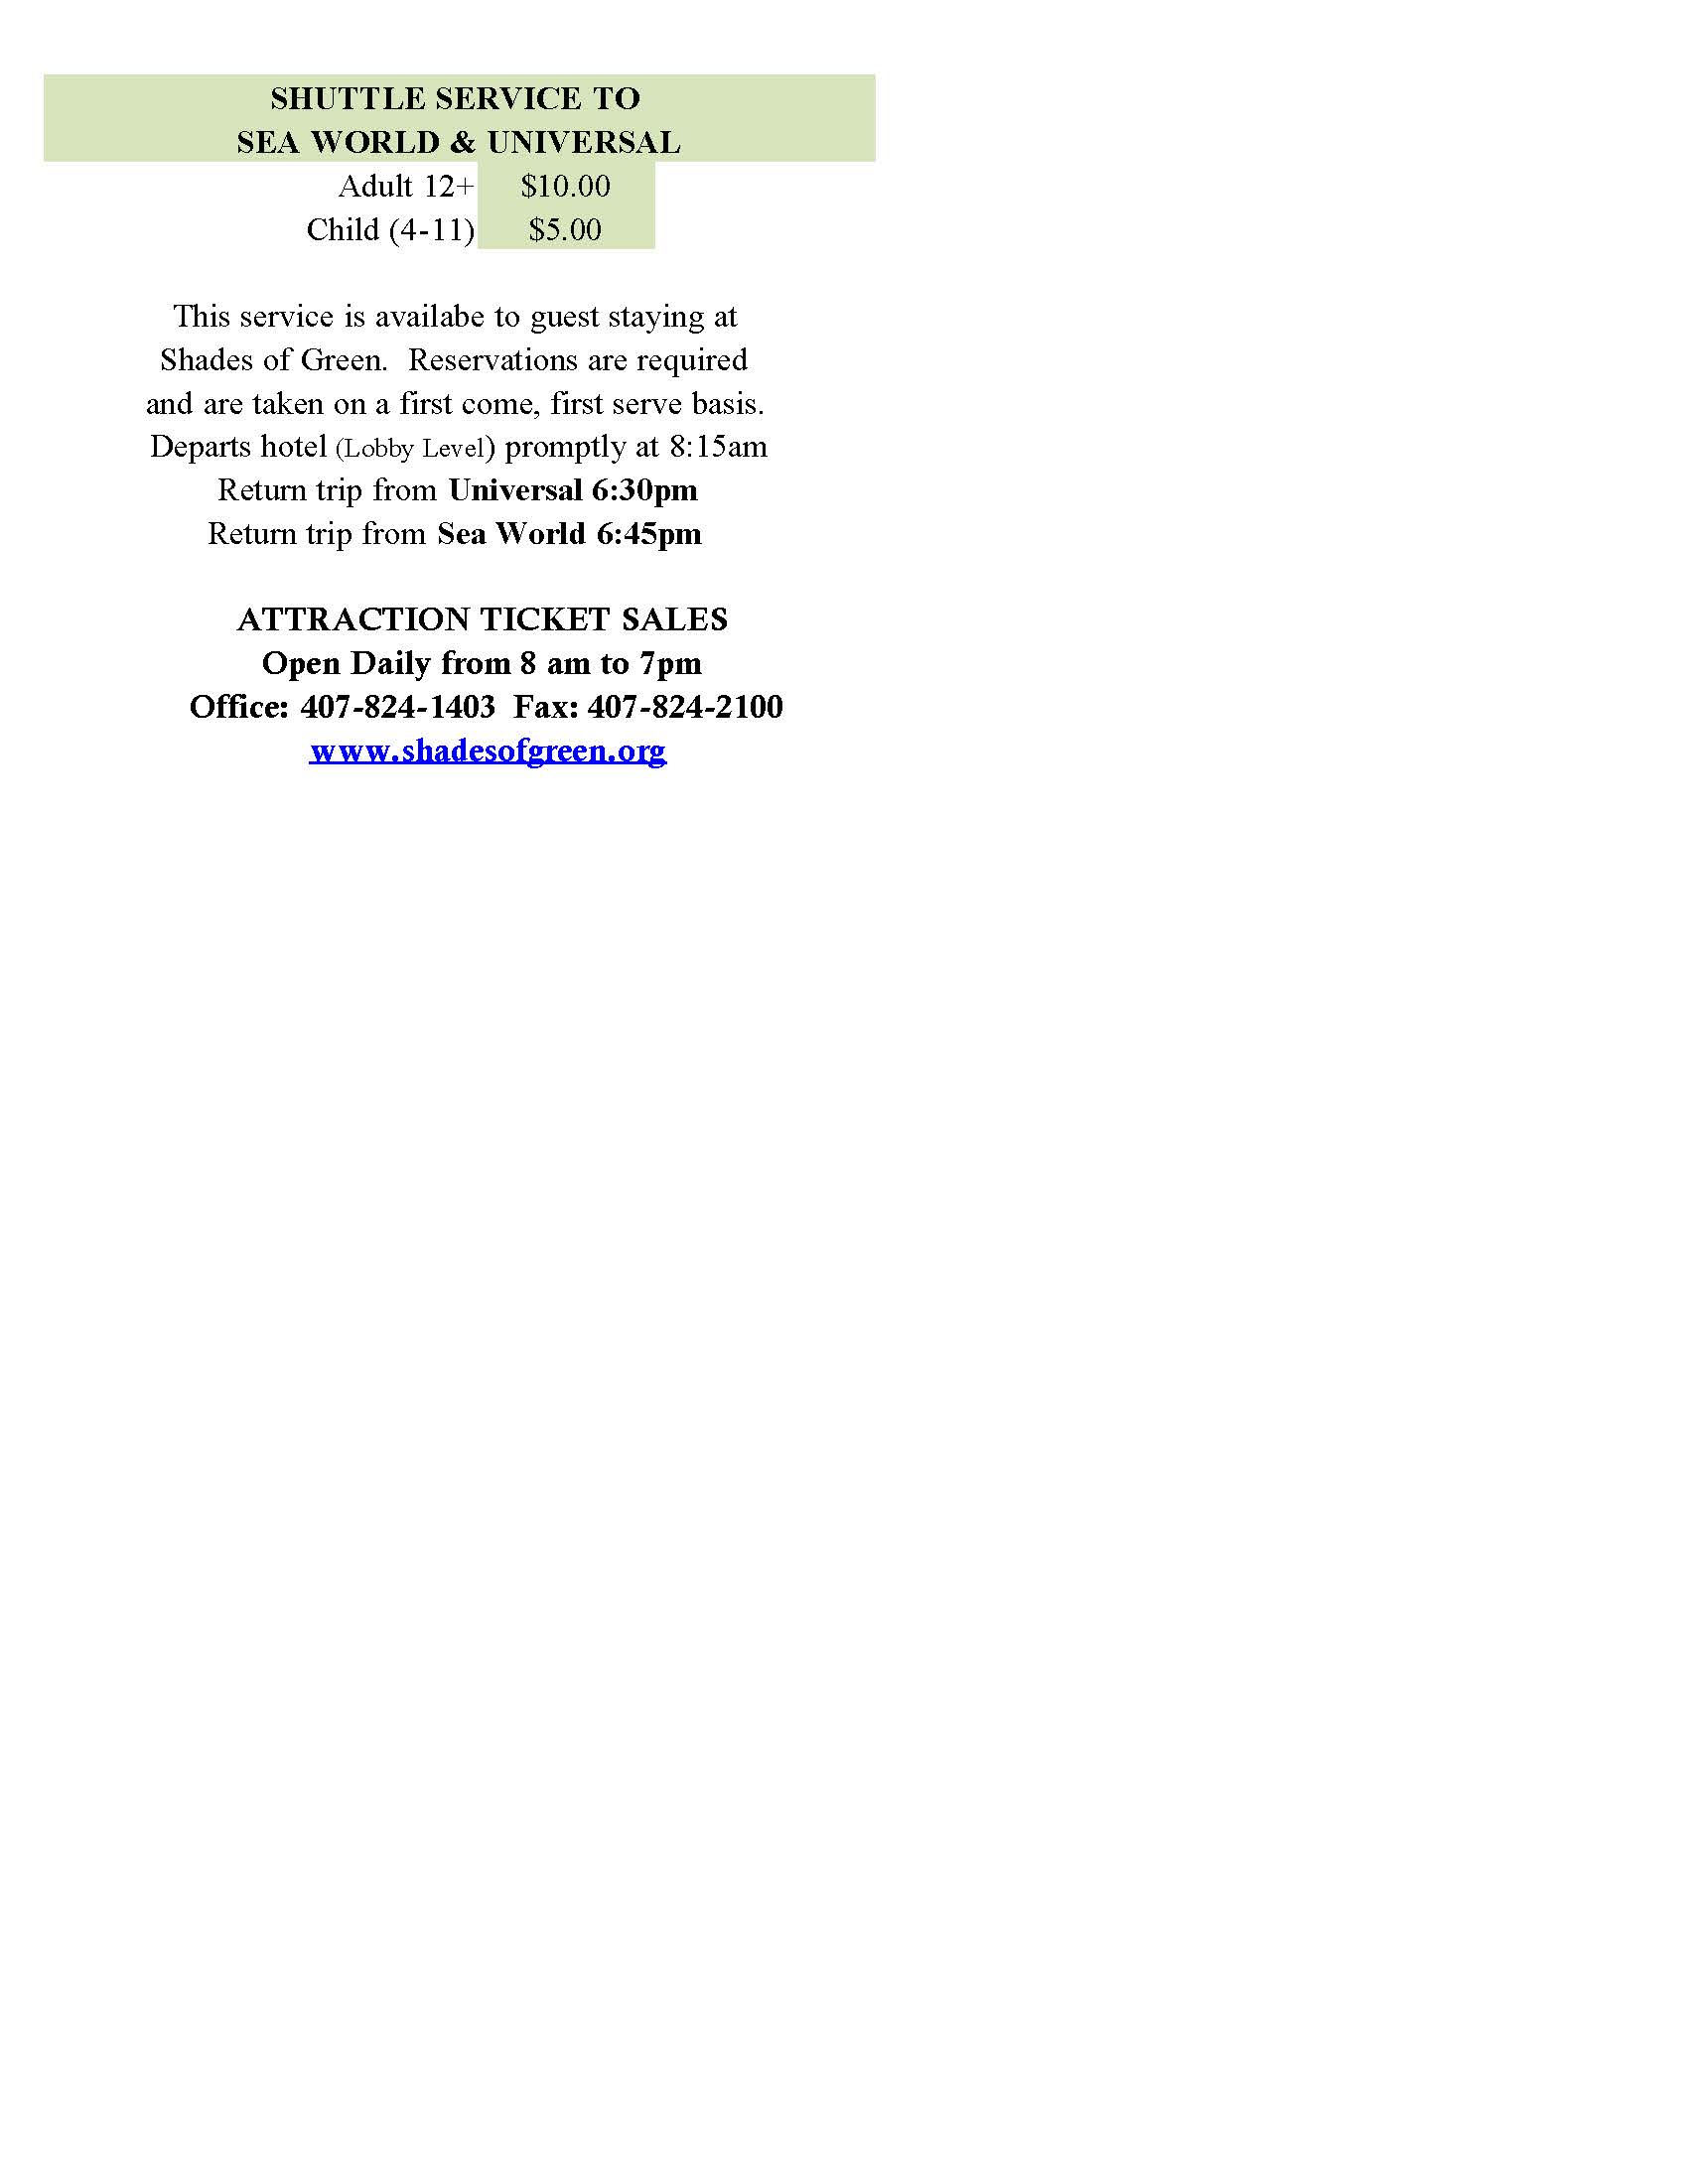 SHUTTLE SERVICE TO
SEA WORLD & UNIVERSAL
Adult 12+ $10.00
Child (4-11) $5.00
This service is availabe to guest staying at
Shades of Green.  Reservations are required
and are taken on a first come, first serve basis.
Departs hotel (Lobby Level) promptly at 8:15am
Return trip from Universal 6:30pm
Return trip from Sea World 6:45pm
ATTRACTION TICKET SALES
Open Daily from 8 am to 7pm
Office: 407-824-1403  Fax: 407-824-2100
www.shadesofgreen.org